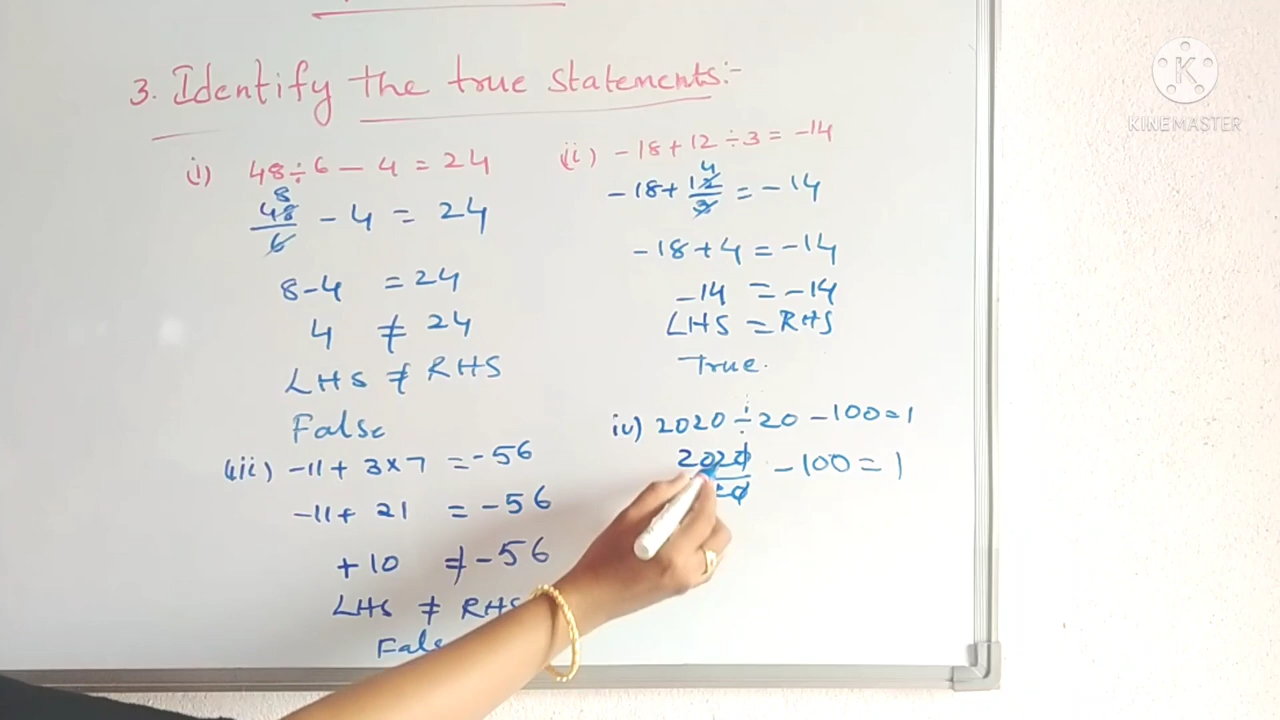 3. Identify the true statements:-
i) 48÷6 - 4 = 24
8
48/6 - 4 = 24
8-4 = 24
4 ≠ 24
LHS ≠ RHS
False
ii) -18+12÷3 = -14
4
-18+ 12/3 = -14
-18+4 = -14
-14 = -14
LHS = RHS
True.
iii) -11+ 3×7 = -56
-11+ 21 = -56
+10 ≠ -56
LHS ≠ RHS
iv) 2020 ÷ 20 - 100 = 1
2020/20 - 100 = 1
K
KINEMASTER